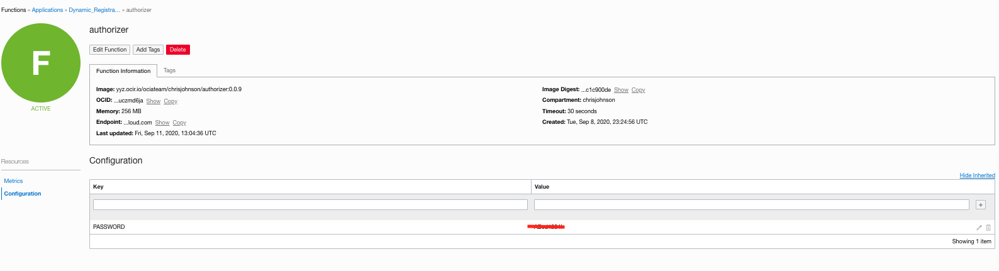 Functions » Applications » Dynamic_Registra... » authorizer
F
ACTIVE
authorizer
Edit Function Add Tags Delete
Function Information Tags
Image: yyz.ocir.io/ociateam/chrisjohnson/authorizer:0.0.9
OCID: ...uczmd6ja Show Copy
Memory: 256 MB
Endpoint: ...loud.com Show Copy
Last updated: Fri, Sep 11, 2020, 13:04:36 UTC
Image Digest: ...c1c900de Show Copy
Compartment: chrisjohnson
Timeout: 30 seconds
Created: Tue, Sep 8, 2020, 23:24:56 UTC
Resources
Metrics
Configuration
Configuration
Hide Inherited
Key Value
+
PASSWORD
Showing 1 item